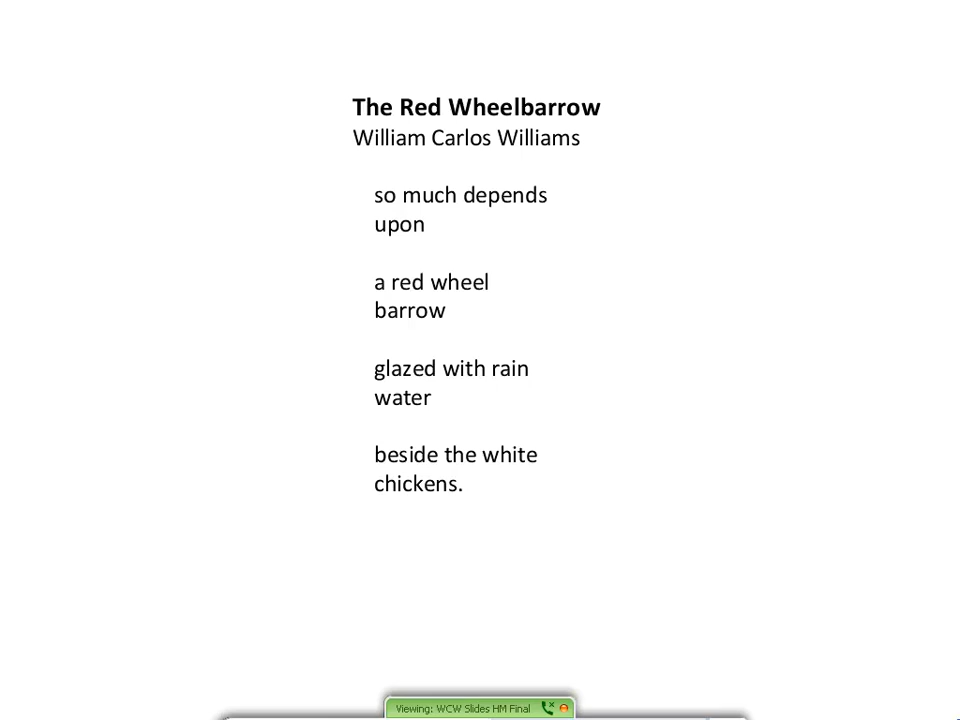 The Red Wheelbarrow
William Carlos Williams
so much depends
upon
a red wheel
barrow
glazed with rain
water
beside the white
chickens.
Viewing: WCW Slides HM Final